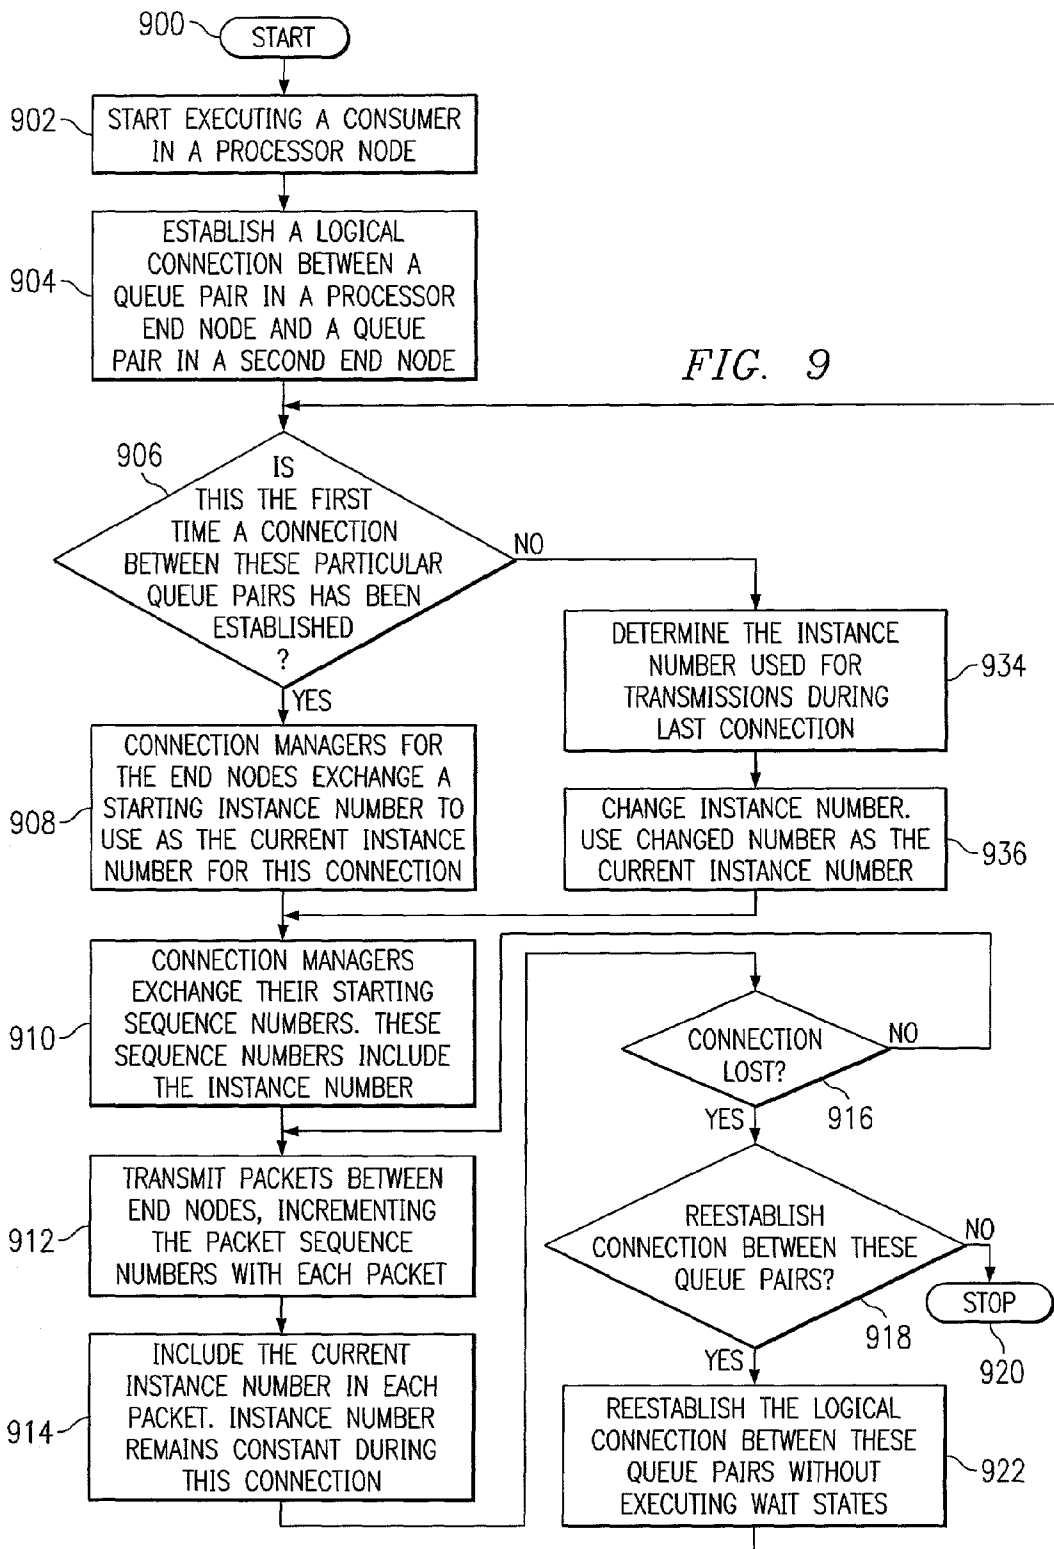 900
START
902
START EXECUTING A CONSUMER
IN A PROCESSOR NODE
904
ESTABLISH A LOGICAL
CONNECTION BETWEEN A
QUEUE PAIR IN A PROCESSOR
END NODE AND A QUEUE
PAIR IN A SECOND END NODE
FIG. 9
906
IS
THIS THE FIRST
TIME A CONNECTION
BETWEEN THESE PARTICULAR
QUEUE PAIRS HAS BEEN
ESTABLISHED
?
NO
YES
DETERMINE THE INSTANCE
NUMBER USED FOR
TRANSMISSIONS DURING
LAST CONNECTION
934
908
CONNECTION MANAGERS FOR
THE END NODES EXCHANGE A
STARTING INSTANCE NUMBER TO
USE AS THE CURRENT INSTANCE
NUMBER FOR THIS CONNECTION
CHANGE INSTANCE NUMBER.
USE CHANGED NUMBER AS THE
CURRENT INSTANCE NUMBER
936
910
CONNECTION MANAGERS
EXCHANGE THEIR STARTING
SEQUENCE NUMBERS. THESE
SEQUENCE NUMBERS INCLUDE
THE INSTANCE NUMBER
CONNECTION
LOST?
NO
916
YES
912
TRANSMIT PACKETS BETWEEN
END NODES, INCREMENTING
THE PACKET SEQUENCE
NUMBERS WITH EACH PACKET
REESTABLISH
CONNECTION BETWEEN THESE
QUEUE PAIRS?
NO
918
YES
STOP
920
914
INCLUDE THE CURRENT
INSTANCE NUMBER IN EACH
PACKET. INSTANCE NUMBER
REMAINS CONSTANT DURING
THIS CONNECTION
REESTABLISH THE LOGICAL
CONNECTION BETWEEN THESE
QUEUE PAIRS WITHOUT
EXECUTING WAIT STATES
922